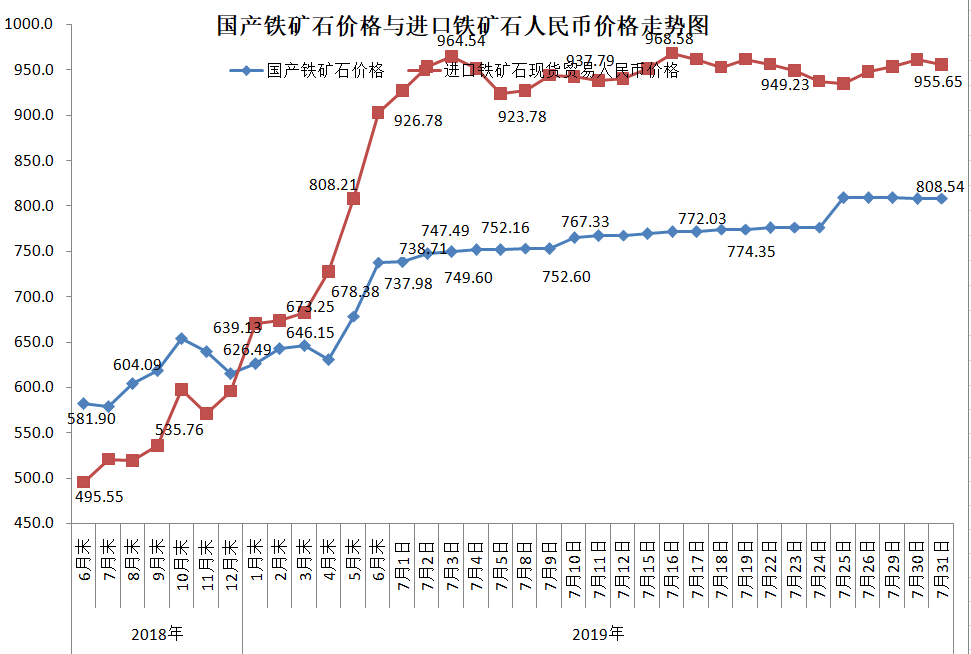 国产铁矿石价格与进口铁矿石人民币价格走势图
国产铁矿石价格
进口铁矿石现货贸易人民币价格
1000.0
950.0
900.0
850.0
800.0
750.0
700.0
650.0
600.0
550.0
500.0
450.0
964.54
968.58
937.79
949.23
955.65
926.78
923.78
808.21
808.54
747.49
752.16
767.33
772.03
738.71
774.35
737.98
749.60
752.60
678.38
673.25
639.13
646.15
626.49
604.09
581.90
535.76
495.55
6月末
7月末
8月末
9月末
10月末
11月末
12月末
1月末
2月末
3月末
4月末
5月末
6月末
7月1日
7月2日
7月3日
7月4日
7月5日
7月8日
7月9日
7月10日
7月11日
7月12日
7月15日
7月16日
7月17日
7月18日
7月19日
7月22日
7月23日
7月24日
7月25日
7月26日
7月29日
7月30日
7月31日
2018年
2019年